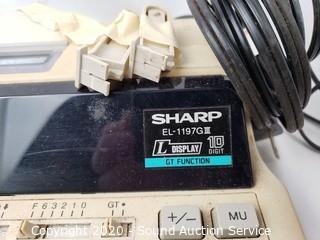 SHARP
EL-1197GIII
L DISPLAY 10 DIGIT
GT FUNCTION
F 6 3 2 1 0 GT
+/− MU
Copyright 2020 - Sound Auction Service